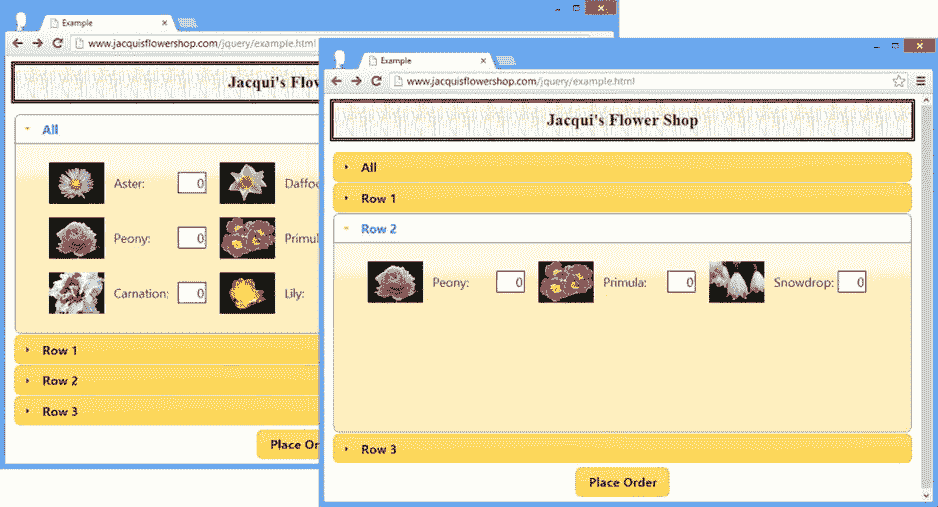 Example
www.jacquisflowershop.com/jquery/example.html
Jacqui's Flow
All
Aster: 0 Daffoc
Peony: 0 Primul
Carnation: 0 Lily:
Row 1
Row 2
Row 3
Place Or
Example
www.jacquisflowershop.com/jquery/example.html
Jacqui's Flower Shop
All
Row 1
Row 2
Peony: 0 Primula: 0 Snowdrop: 0
Row 3
Place Order